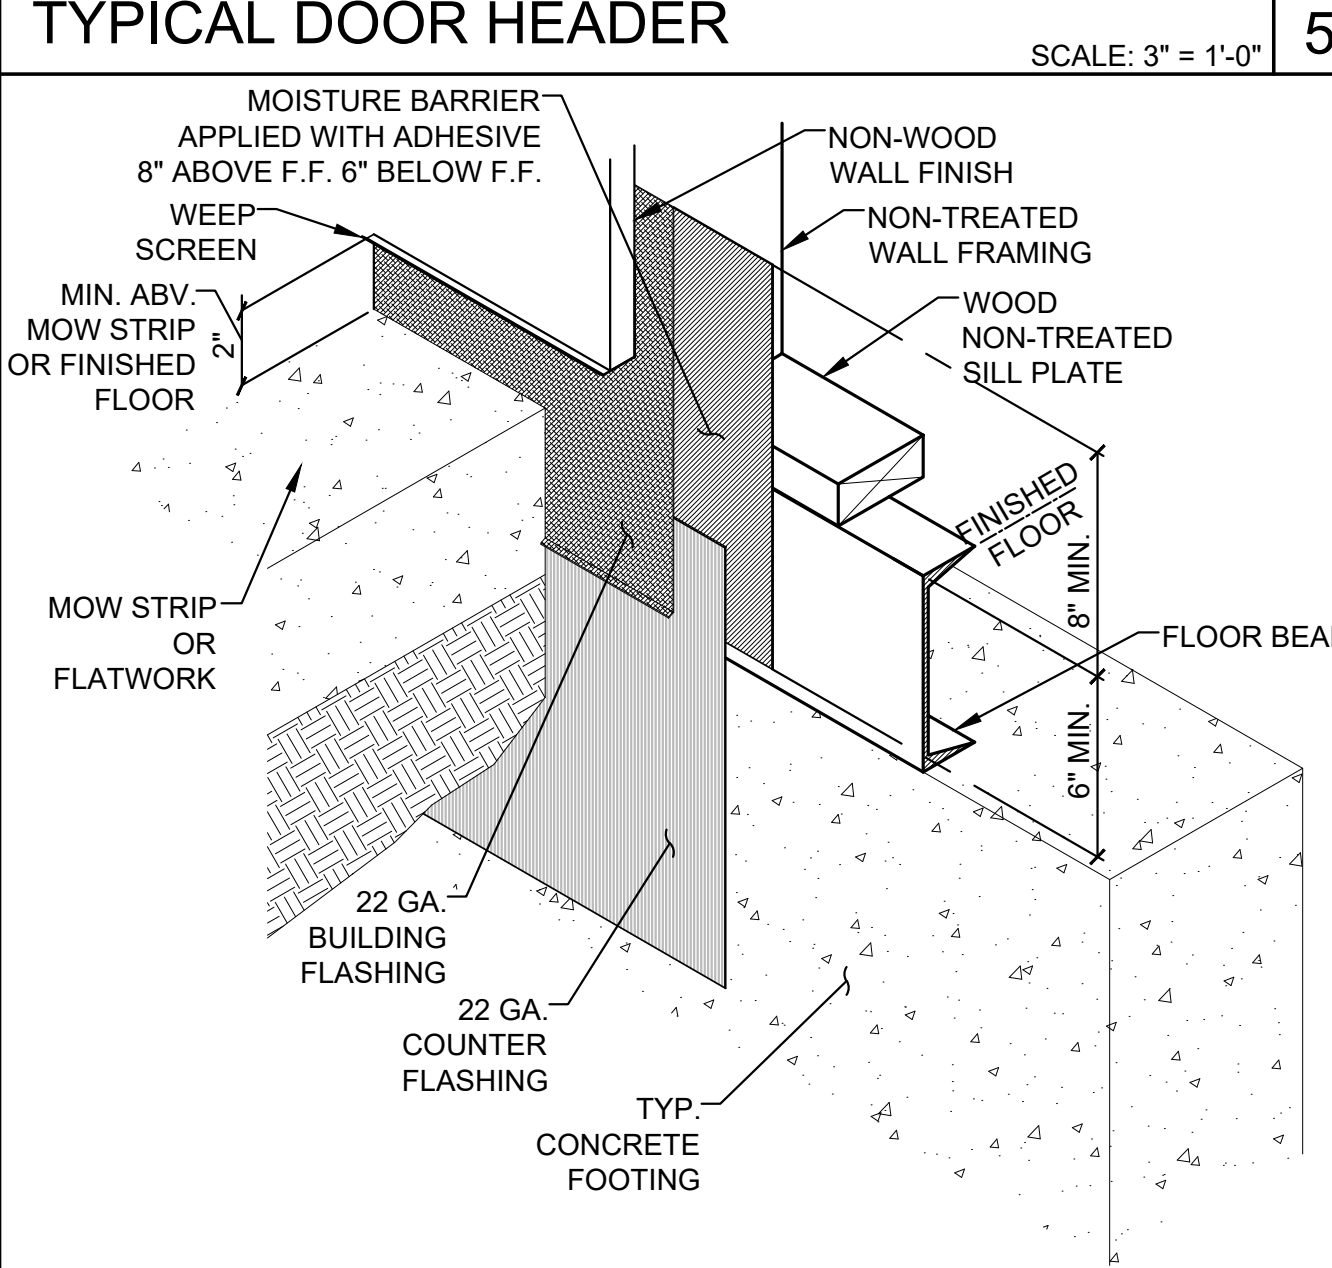 TYPICAL DOOR HEADER
SCALE: 3" = 1'-0"
5
MOISTURE BARRIER
APPLIED WITH ADHESIVE
8" ABOVE F.F. 6" BELOW F.F.
WEEP
SCREEN
MIN. ABV.
MOW STRIP
OR FINISHED
FLOOR
2"
NON-WOOD
WALL FINISH
NON-TREATED
WALL FRAMING
WOOD
NON-TREATED
SILL PLATE
FINISHED
FLOOR
8" MIN.
6" MIN.
FLOOR
MOW STRIP
OR
FLATWORK
22 GA.
BUILDING
FLASHING
22 GA.
COUNTER
FLASHING
TYP.
CONCRETE
FOOTING